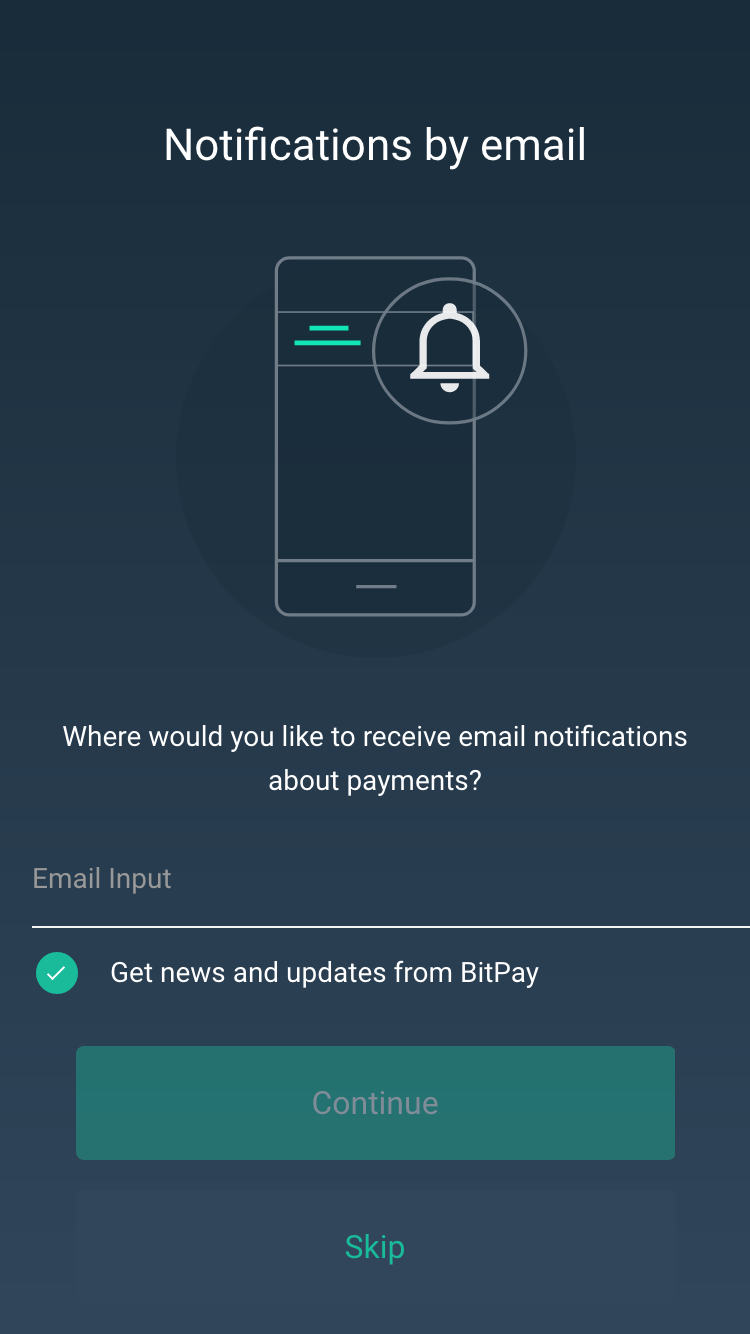 Notifications by email
Where would you like to receive email notifications
about payments?
Email Input
Get news and updates from BitPay
Continue
Skip